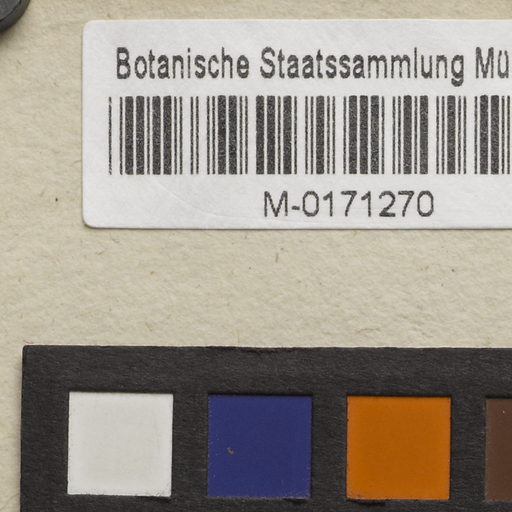 Botanische Staatssammlung Mü
M-0171270